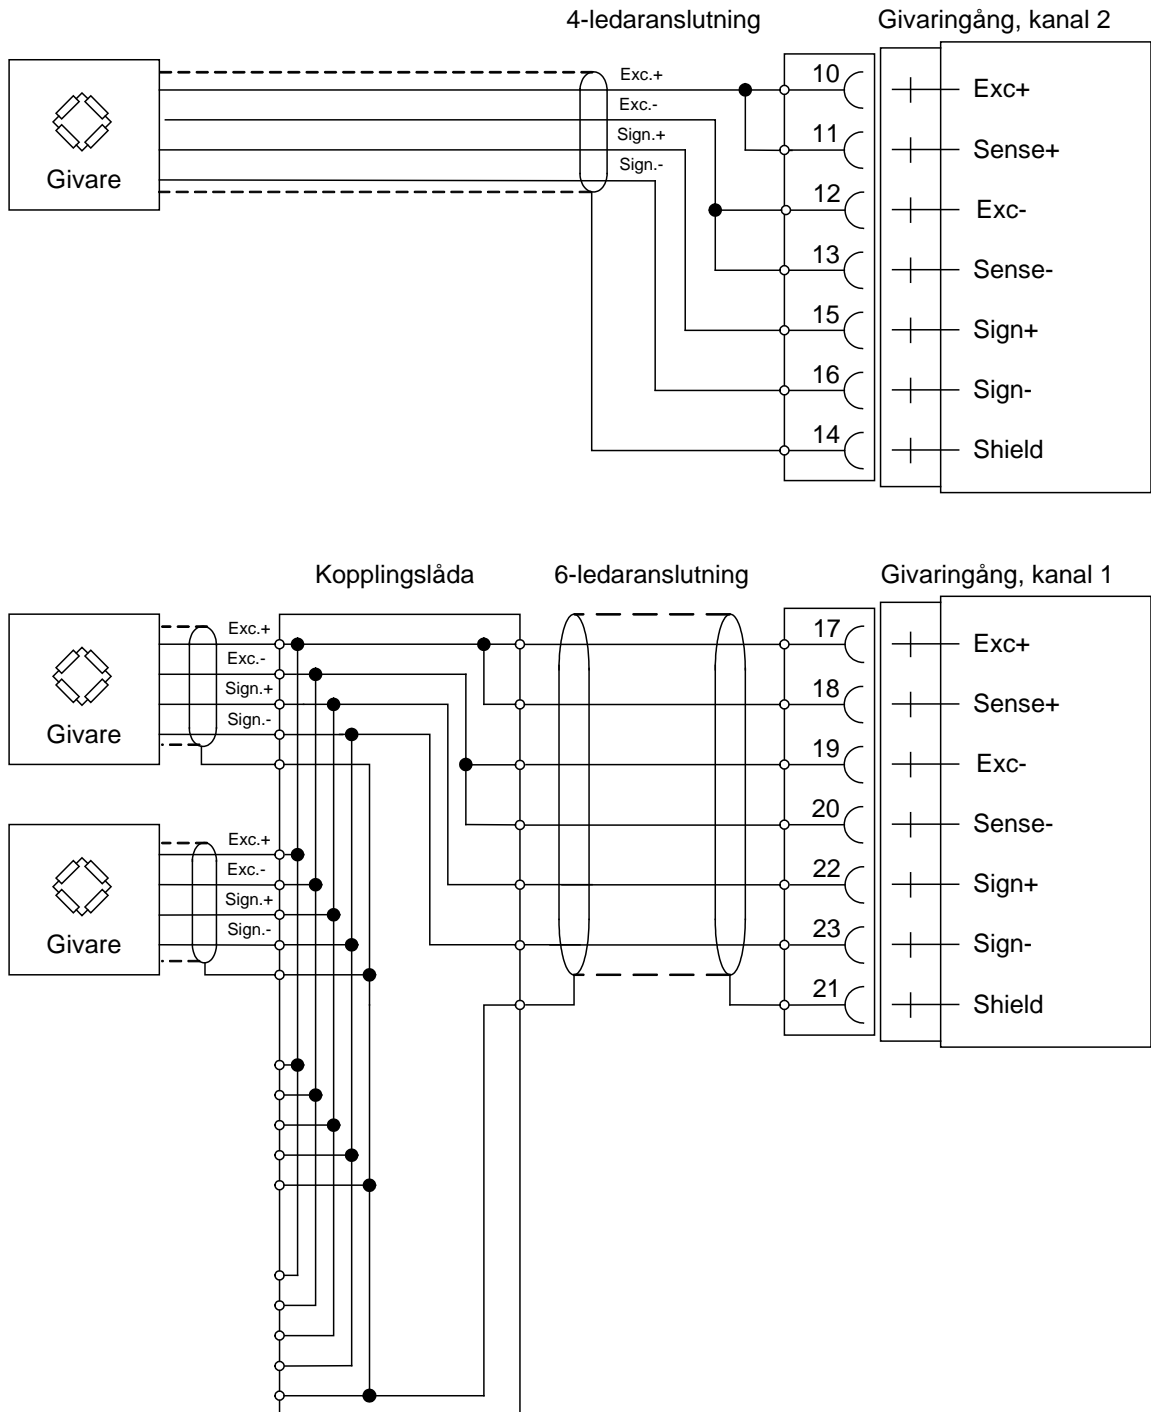 4-ledaranslutning
Givaringång, kanal 2
Givare
Exc.+
Exc.-
Sign.+
Sign.-
10
Exc+
11
Sense+
12
Exc-
13
Sense-
15
Sign+
16
Sign-
14
Shield
Kopplingslåda
6-ledaranslutning
Givaringång, kanal 1
Givare
Exc.+
Exc.-
Sign.+
Sign.-
Givare
Exc.+
Exc.-
Sign.+
Sign.-
17
Exc+
18
Sense+
19
Exc-
20
Sense-
22
Sign+
23
Sign-
21
Shield